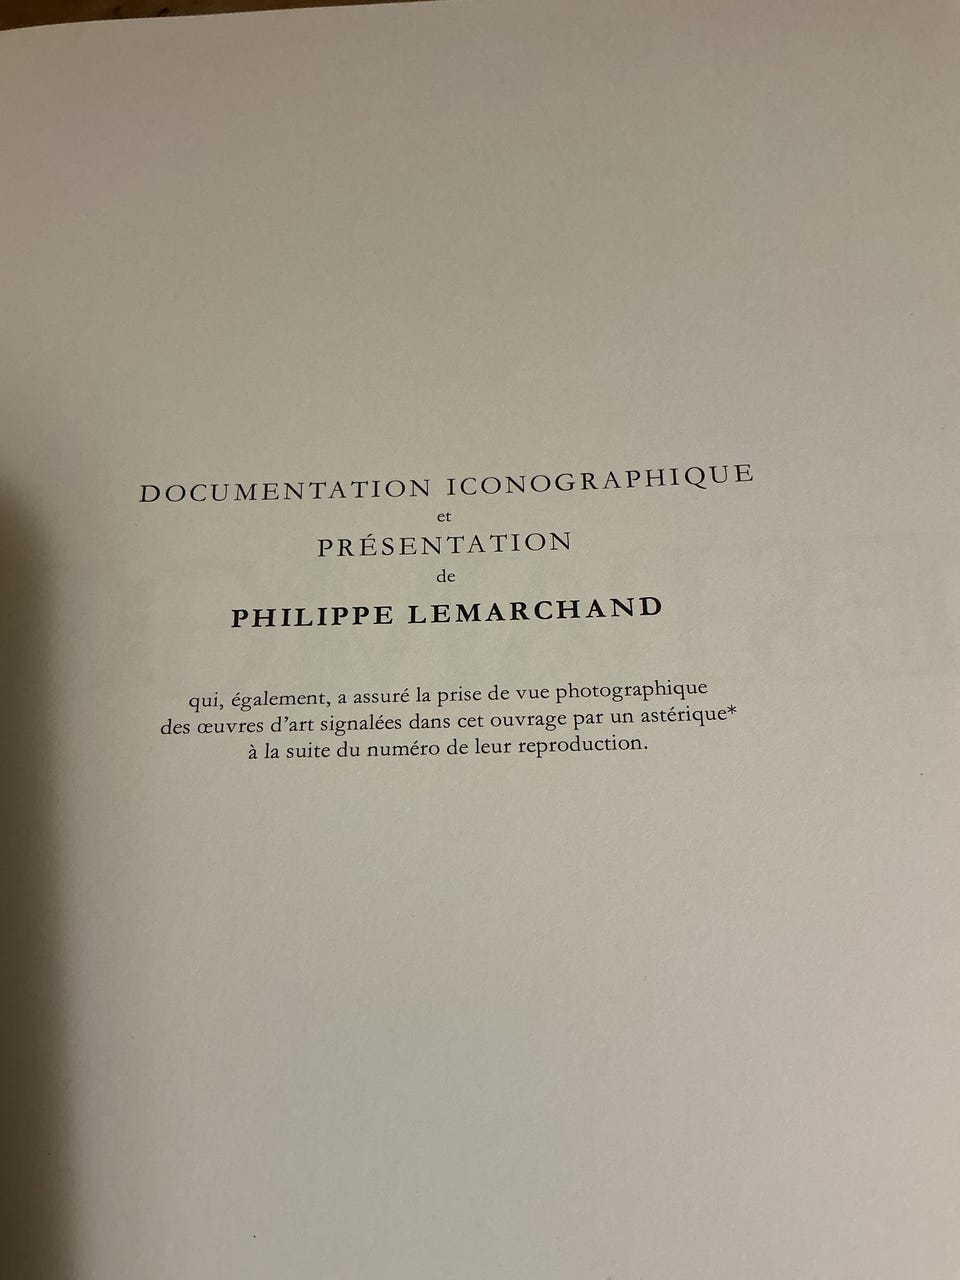 DOCUMENTATION ICONOGRAPHIQUE
et
PRÉSENTATION
de
PHILIPPE LEMARCHAND
qui, également, a assuré la prise de vue photographique
des œuvres d'art signalées dans cet ouvrage par un astérique*
à la suite du numéro de leur reproduction.